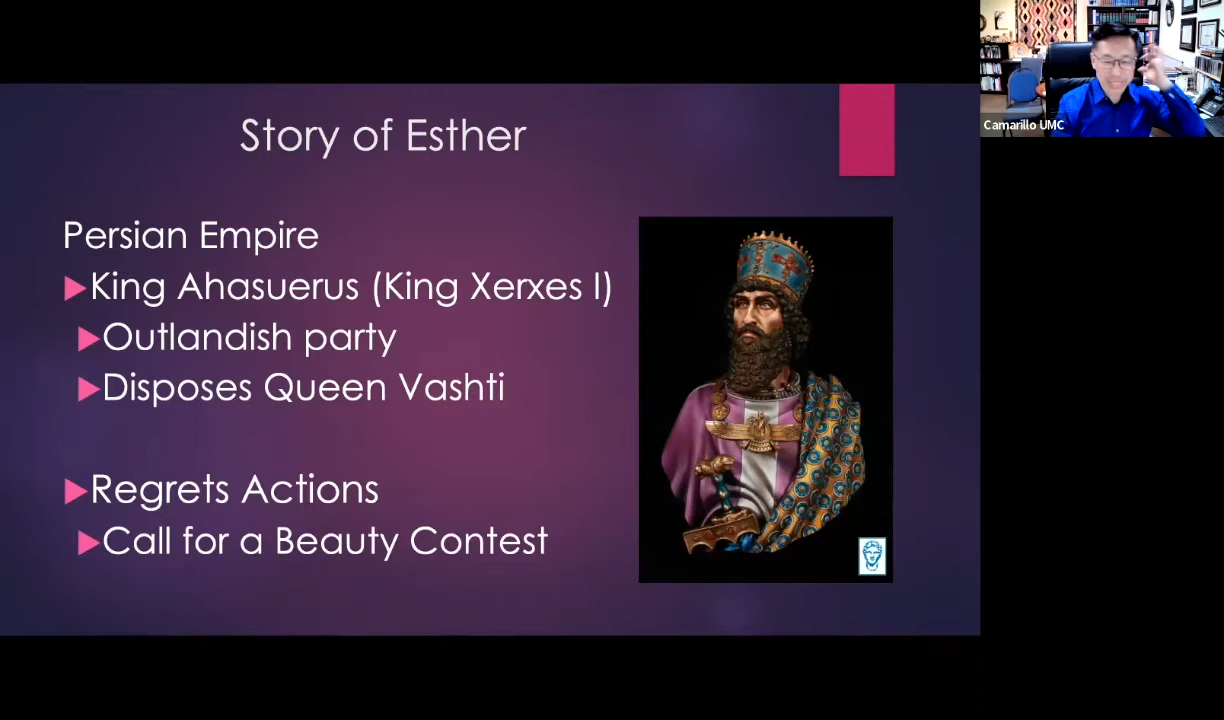 Story of Esther
Persian Empire
King Ahasuerus (King Xerxes I)
Outlandish party
Disposes Queen Vashti
Regrets Actions
Call for a Beauty Contest
Camarillo UMC